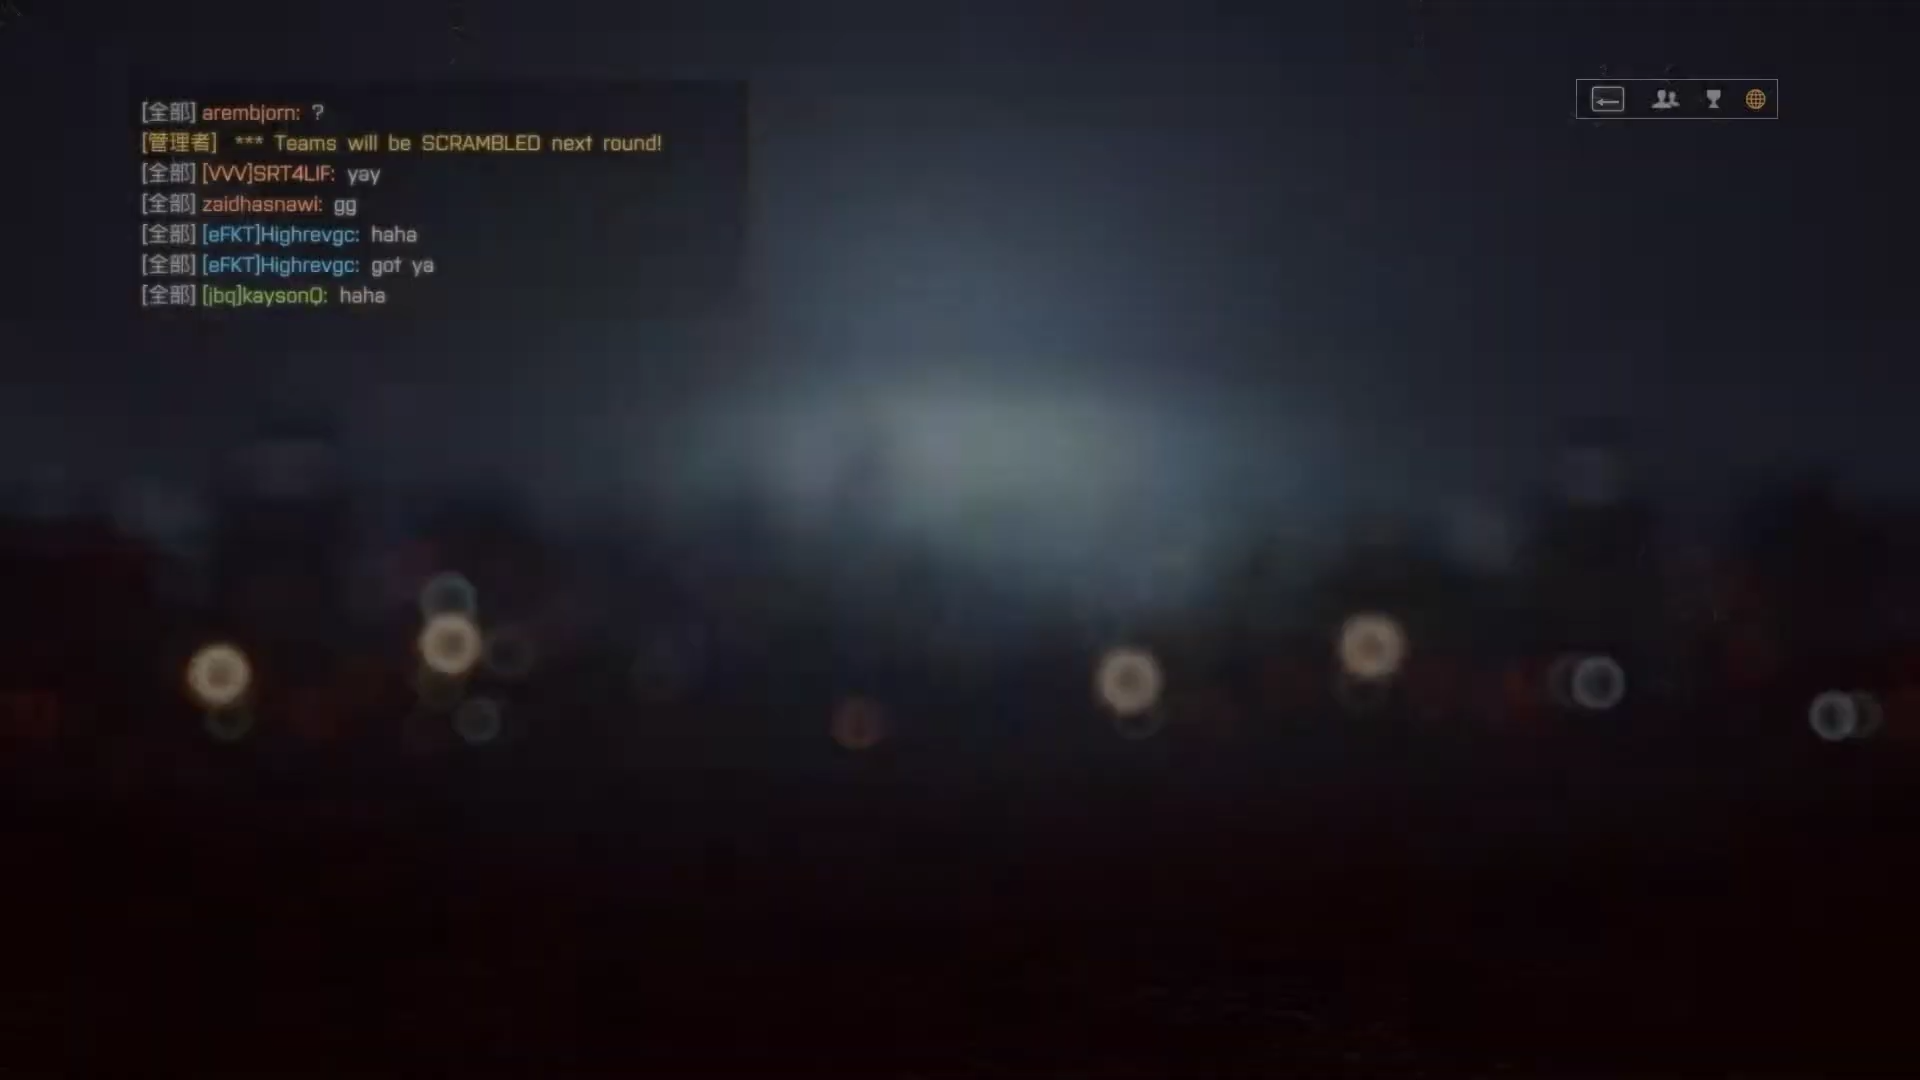 [全部] arembjorn: ?
[管理者] *** Teams will be SCRAMBLED next round!
[全部] [VVV]SRT4LIF: yay
[全部] zaidhasnawi: gg
[全部] [eFKT]Highrevgc: haha
[全部] [eFKT]Highrevgc: got ya
[全部] [jbq]kaysonQ: haha